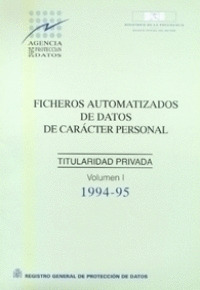 AGENCIA
DE PROTECCION
DE DATOS
FICHEROS AUTOMATIZADOS
DE DATOS
DE CARÁCTER PERSONAL
TITULARIDAD PRIVADA
Volumen I
1994-95
REGISTRO GENERAL DE PROTECCIÓN DE DATOS